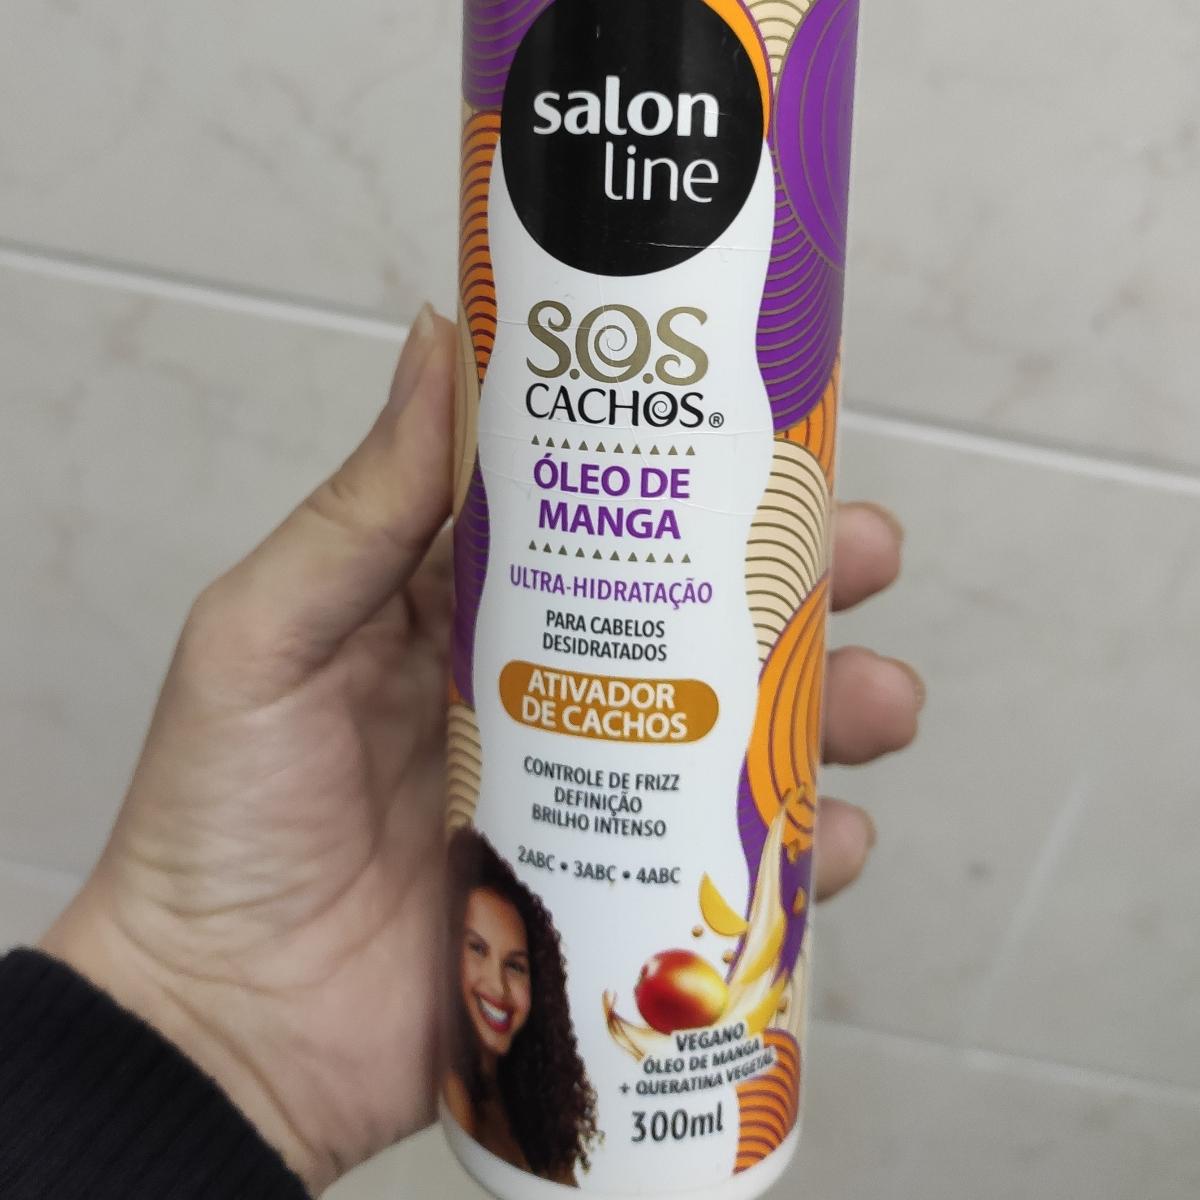 salon
line
S.O.S
CACHOS®
ÓLEO DE
MANGA
ULTRA-HIDRATAÇÃO
PARA CABELOS
DESIDRATADOS
ATIVADOR
DE CACHOS
CONTROLE DE FRIZZ
DEFINIÇÃO
BRILHO INTENSO
2ABC • 3ABC • 4ABC
VEGANO
ÓLEO DE MANGA
+ QUERATINA VEGETAL
300ml